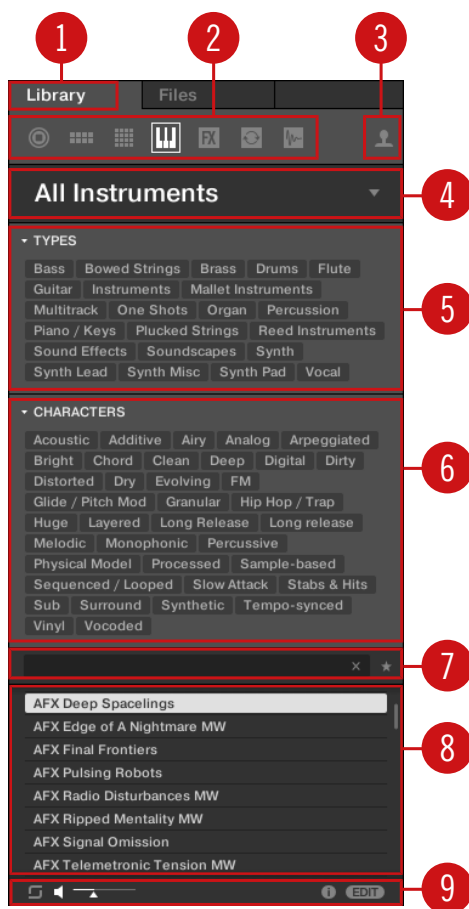 1 2 3
Library Files
FX
All Instruments 4
TYPES
Bass Bowed Strings Brass Drums Flute
Guitar Instruments Mallet Instruments
Multitrack One Shots Organ Percussion 5
Piano / Keys Plucked Strings Reed Instruments
Sound Effects Soundscapes Synth
Synth Lead Synth Misc Synth Pad Vocal
CHARACTERS
Acoustic Additive Airy Analog Arpeggiated
Bright Chord Clean Deep Digital Dirty 6
Distorted Dry Evolving FM
Glide / Pitch Mod Granular Hip Hop / Trap
Huge Layered Long Release Long release
Melodic Monophonic Percussive
Physical Model Processed Sample-based
Sequenced / Looped Slow Attack Stabs & Hits
Sub Surround Synthetic Tempo-synced
Vinyl Vocoded
7
AFX Deep Spacelings
AFX Edge of A Nightmare MW
AFX Final Frontiers 8
AFX Pulsing Robots
AFX Radio Disturbances MW
AFX Ripped Mentality MW
AFX Signal Omission
AFX Telemetronic Tension MW
i EDIT 9